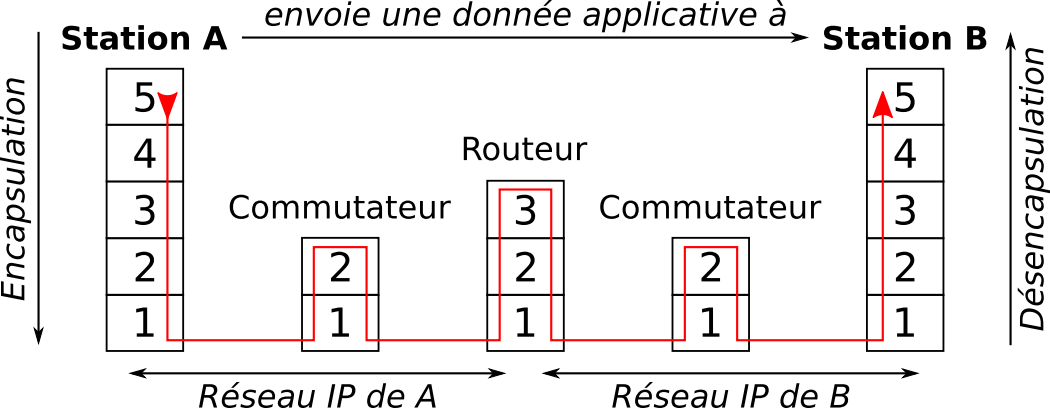 envoie une donnée applicative à
Station A
Station B
Encapsulation
Désencapsulation
Routeur
Commutateur
Commutateur
5
5
4
4
3
3
3
2
2
2
2
2
1
1
1
1
1
Réseau IP de A
Réseau IP de B